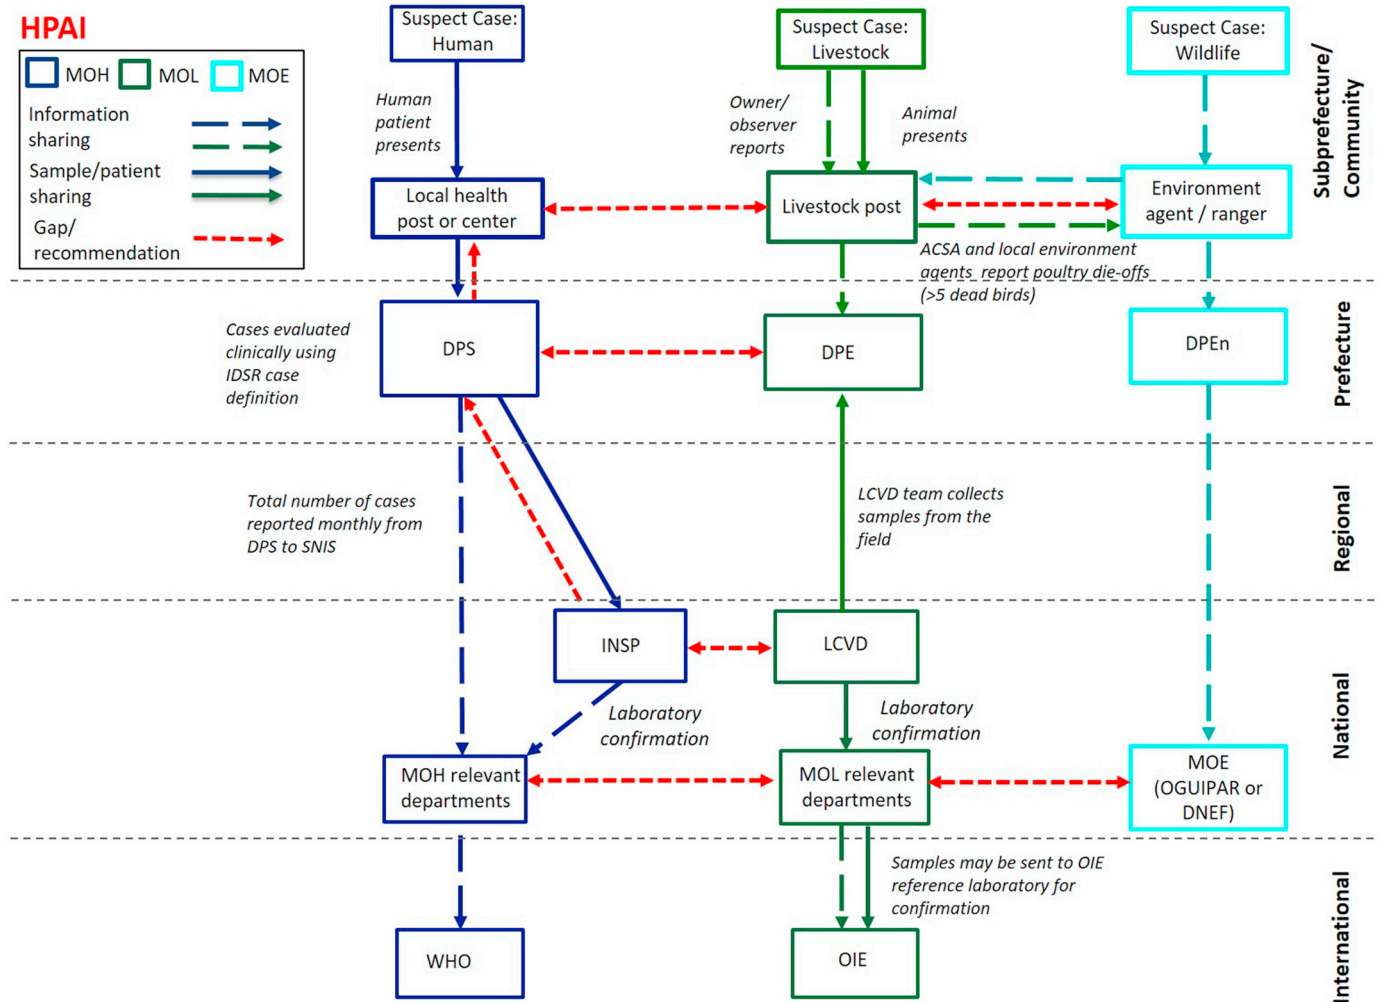 HPAI
MOH
MOL
MOE
Information
sharing
Sample/patient
sharing
Gap/
recommendation
Suspect Case:
Human
Suspect Case:
Livestock
Suspect Case:
Wildlife
Subprefecture/
Community
Human
patient
presents
Owner/
observer
reports
Animal
presents
Local health
post or center
Livestock post
Environment
agent / ranger
ACSA and local environment
agents report poultry die-offs
(>5 dead birds)
Cases evaluated
clinically using
IDSR case
definition
DPS
DPE
DPEn
Prefecture
Total number of cases
reported monthly from
DPS to SNIS
LCVD team collects
samples from the
field
Regional
INSP
LCVD
Laboratory
confirmation
Laboratory
confirmation
National
MOH relevant
departments
MOL relevant
departments
MOE
(OGUIPAR or
DNEF)
Samples may be sent to OIE
reference laboratory for
confirmation
WHO
OIE
International